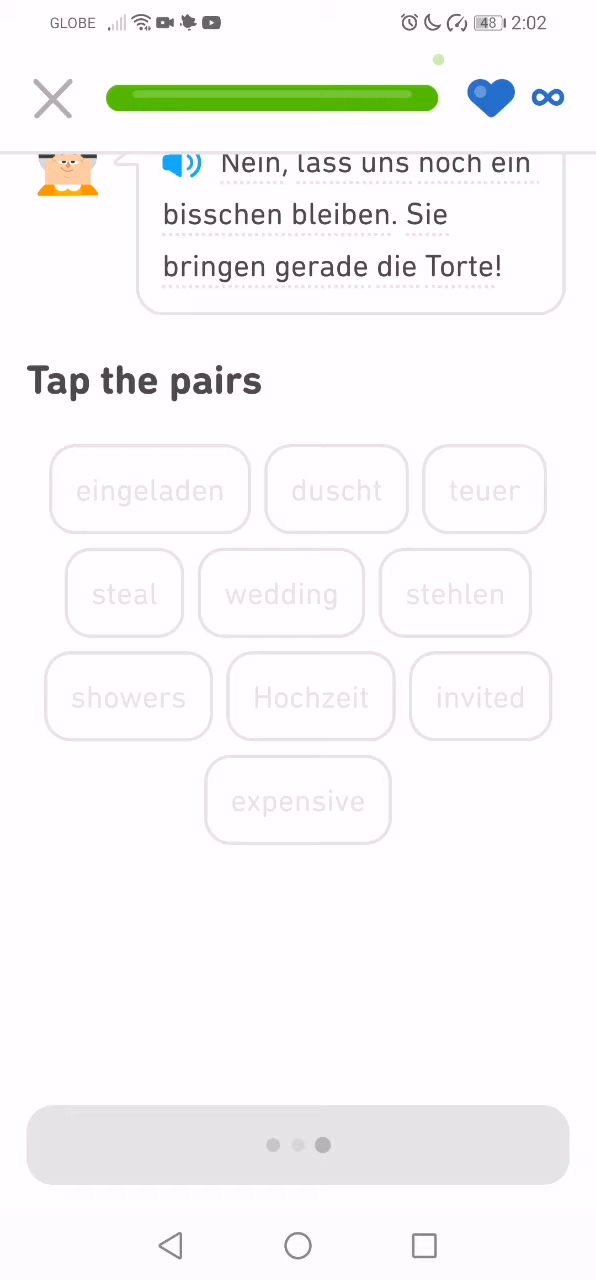 GLOBE 48 2:02
Nein, lass uns noch ein
bisschen bleiben. Sie
bringen gerade die Torte!
Tap the pairs
eingeladen duscht teuer
steal wedding stehlen
showers Hochzeit invited
expensive